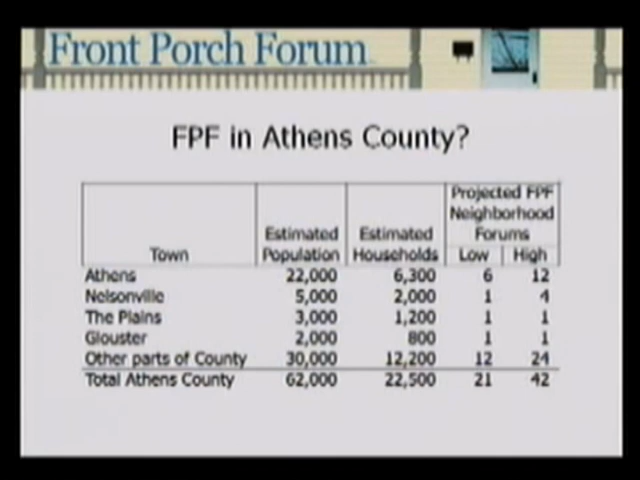 Front Porch Forum
FPF in Athens County?
Town Estimated Population Estimated Households Projected FPF Neighborhood Forums Low High
Athens 22,000 6,300 6 12
Nelsonville 5,000 2,000 1 4
The Plains 3,000 1,200 1 1
Glouster 2,000 800 1 1
Other parts of County 30,000 12,200 12 24
Total Athens County 62,000 22,500 21 42